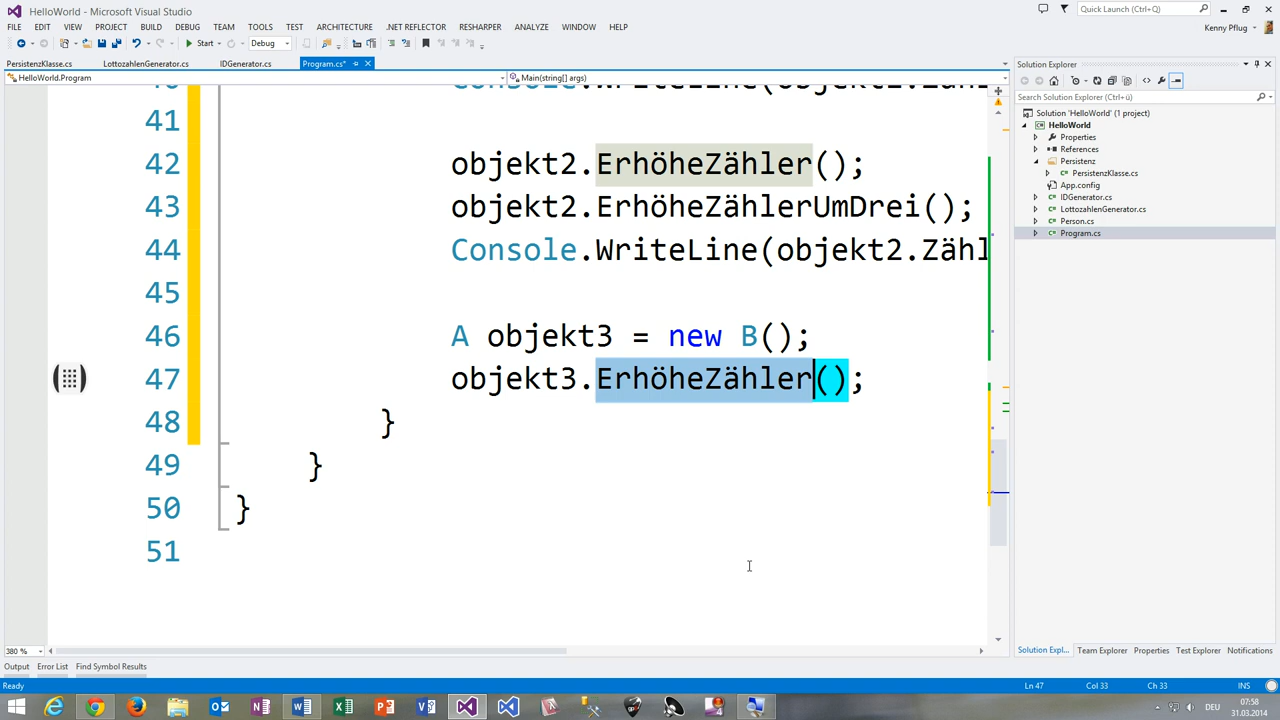 HelloWorld - Microsoft Visual Studio
Quick Launch (Ctrl+Q)
FILE EDIT VIEW PROJECT BUILD DEBUG TEAM TOOLS TEST ARCHITECTURE .NET REFLECTOR RESHARPER ANALYZE WINDOW HELP
Kenny Pflug
Start Debug
PersistenzKlasse.cs LottozahlenGenerator.cs IDGenerator.cs Program.cs*
HelloWorld.Program Main(string[] args)
41
42 objekt2.ErhöheZähler();
43 objekt2.ErhöheZählerUmDrei();
44 Console.WriteLine(objekt2.Zähl
45
46 A objekt3 = new B();
47 objekt3.ErhöheZähler();
48 }
49 }
50 }
51
380 %
Output Error List Find Symbol Results
Ready
Ln 47 Col 33 Ch 33 INS
Solution Explorer
Search Solution Explorer (Ctrl+ü)
Solution 'HelloWorld' (1 project)
HelloWorld
Properties
References
Persistenz
PersistenzKlasse.cs
App.config
IDGenerator.cs
LottozahlenGenerator.cs
Person.cs
Program.cs
Solution Expl... Team Explorer Properties Test Explorer Notifications
DEU
07:58
31.03.2014